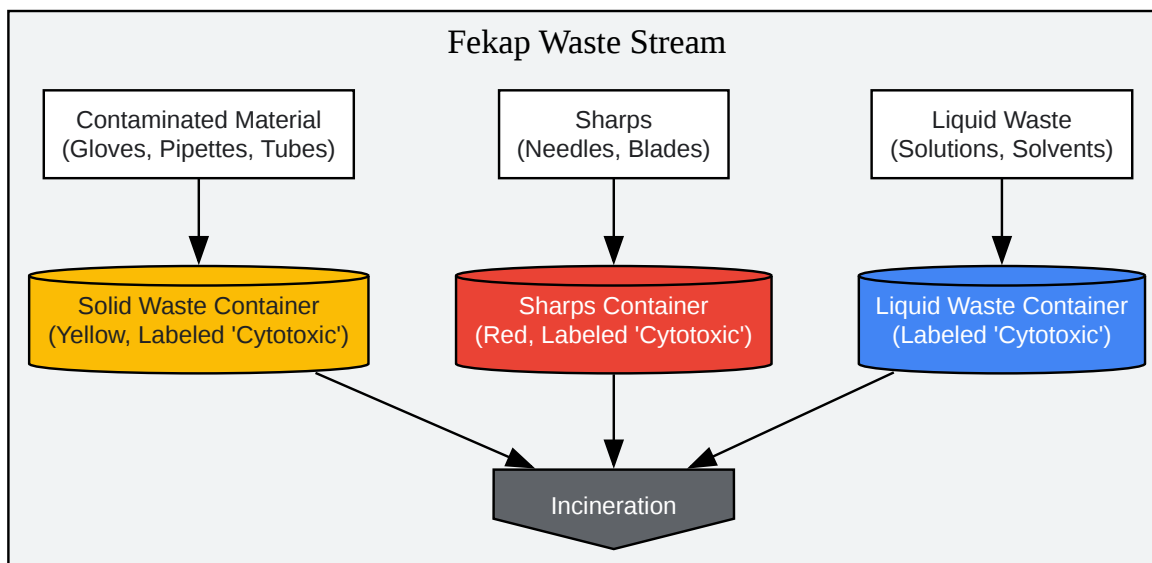 Fekap Waste Stream
Contaminated Material
(Gloves, Pipettes, Tubes)
Sharps
(Needles, Blades)
Liquid Waste
(Solutions, Solvents)
Solid Waste Container
(Yellow, Labeled 'Cytotoxic')
Sharps Container
(Red, Labeled 'Cytotoxic')
Liquid Waste Container
(Labeled 'Cytotoxic')
Incineration